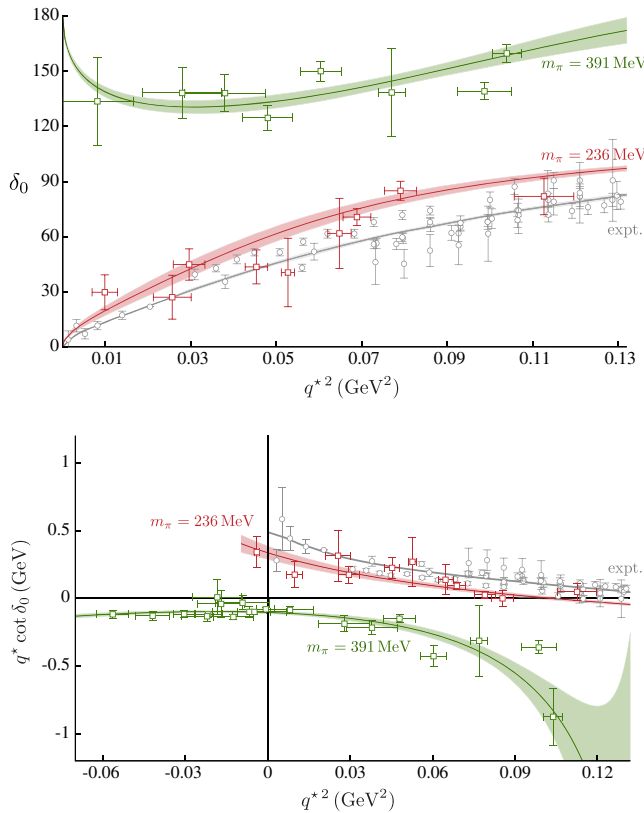 180
150
120
90
60
30
0
δ₀
m_π = 391 MeV
m_π = 236 MeV
expt.
0.01 0.03 0.05 0.07 0.09 0.11 0.13
q⋆ ² (GeV²)
1
0.5
0
-0.5
-1
q⋆ cot δ₀ (GeV)
m_π = 236 MeV
expt.
m_π = 391 MeV
-0.06 -0.03 0 0.03 0.06 0.09 0.12
q⋆ ² (GeV²)